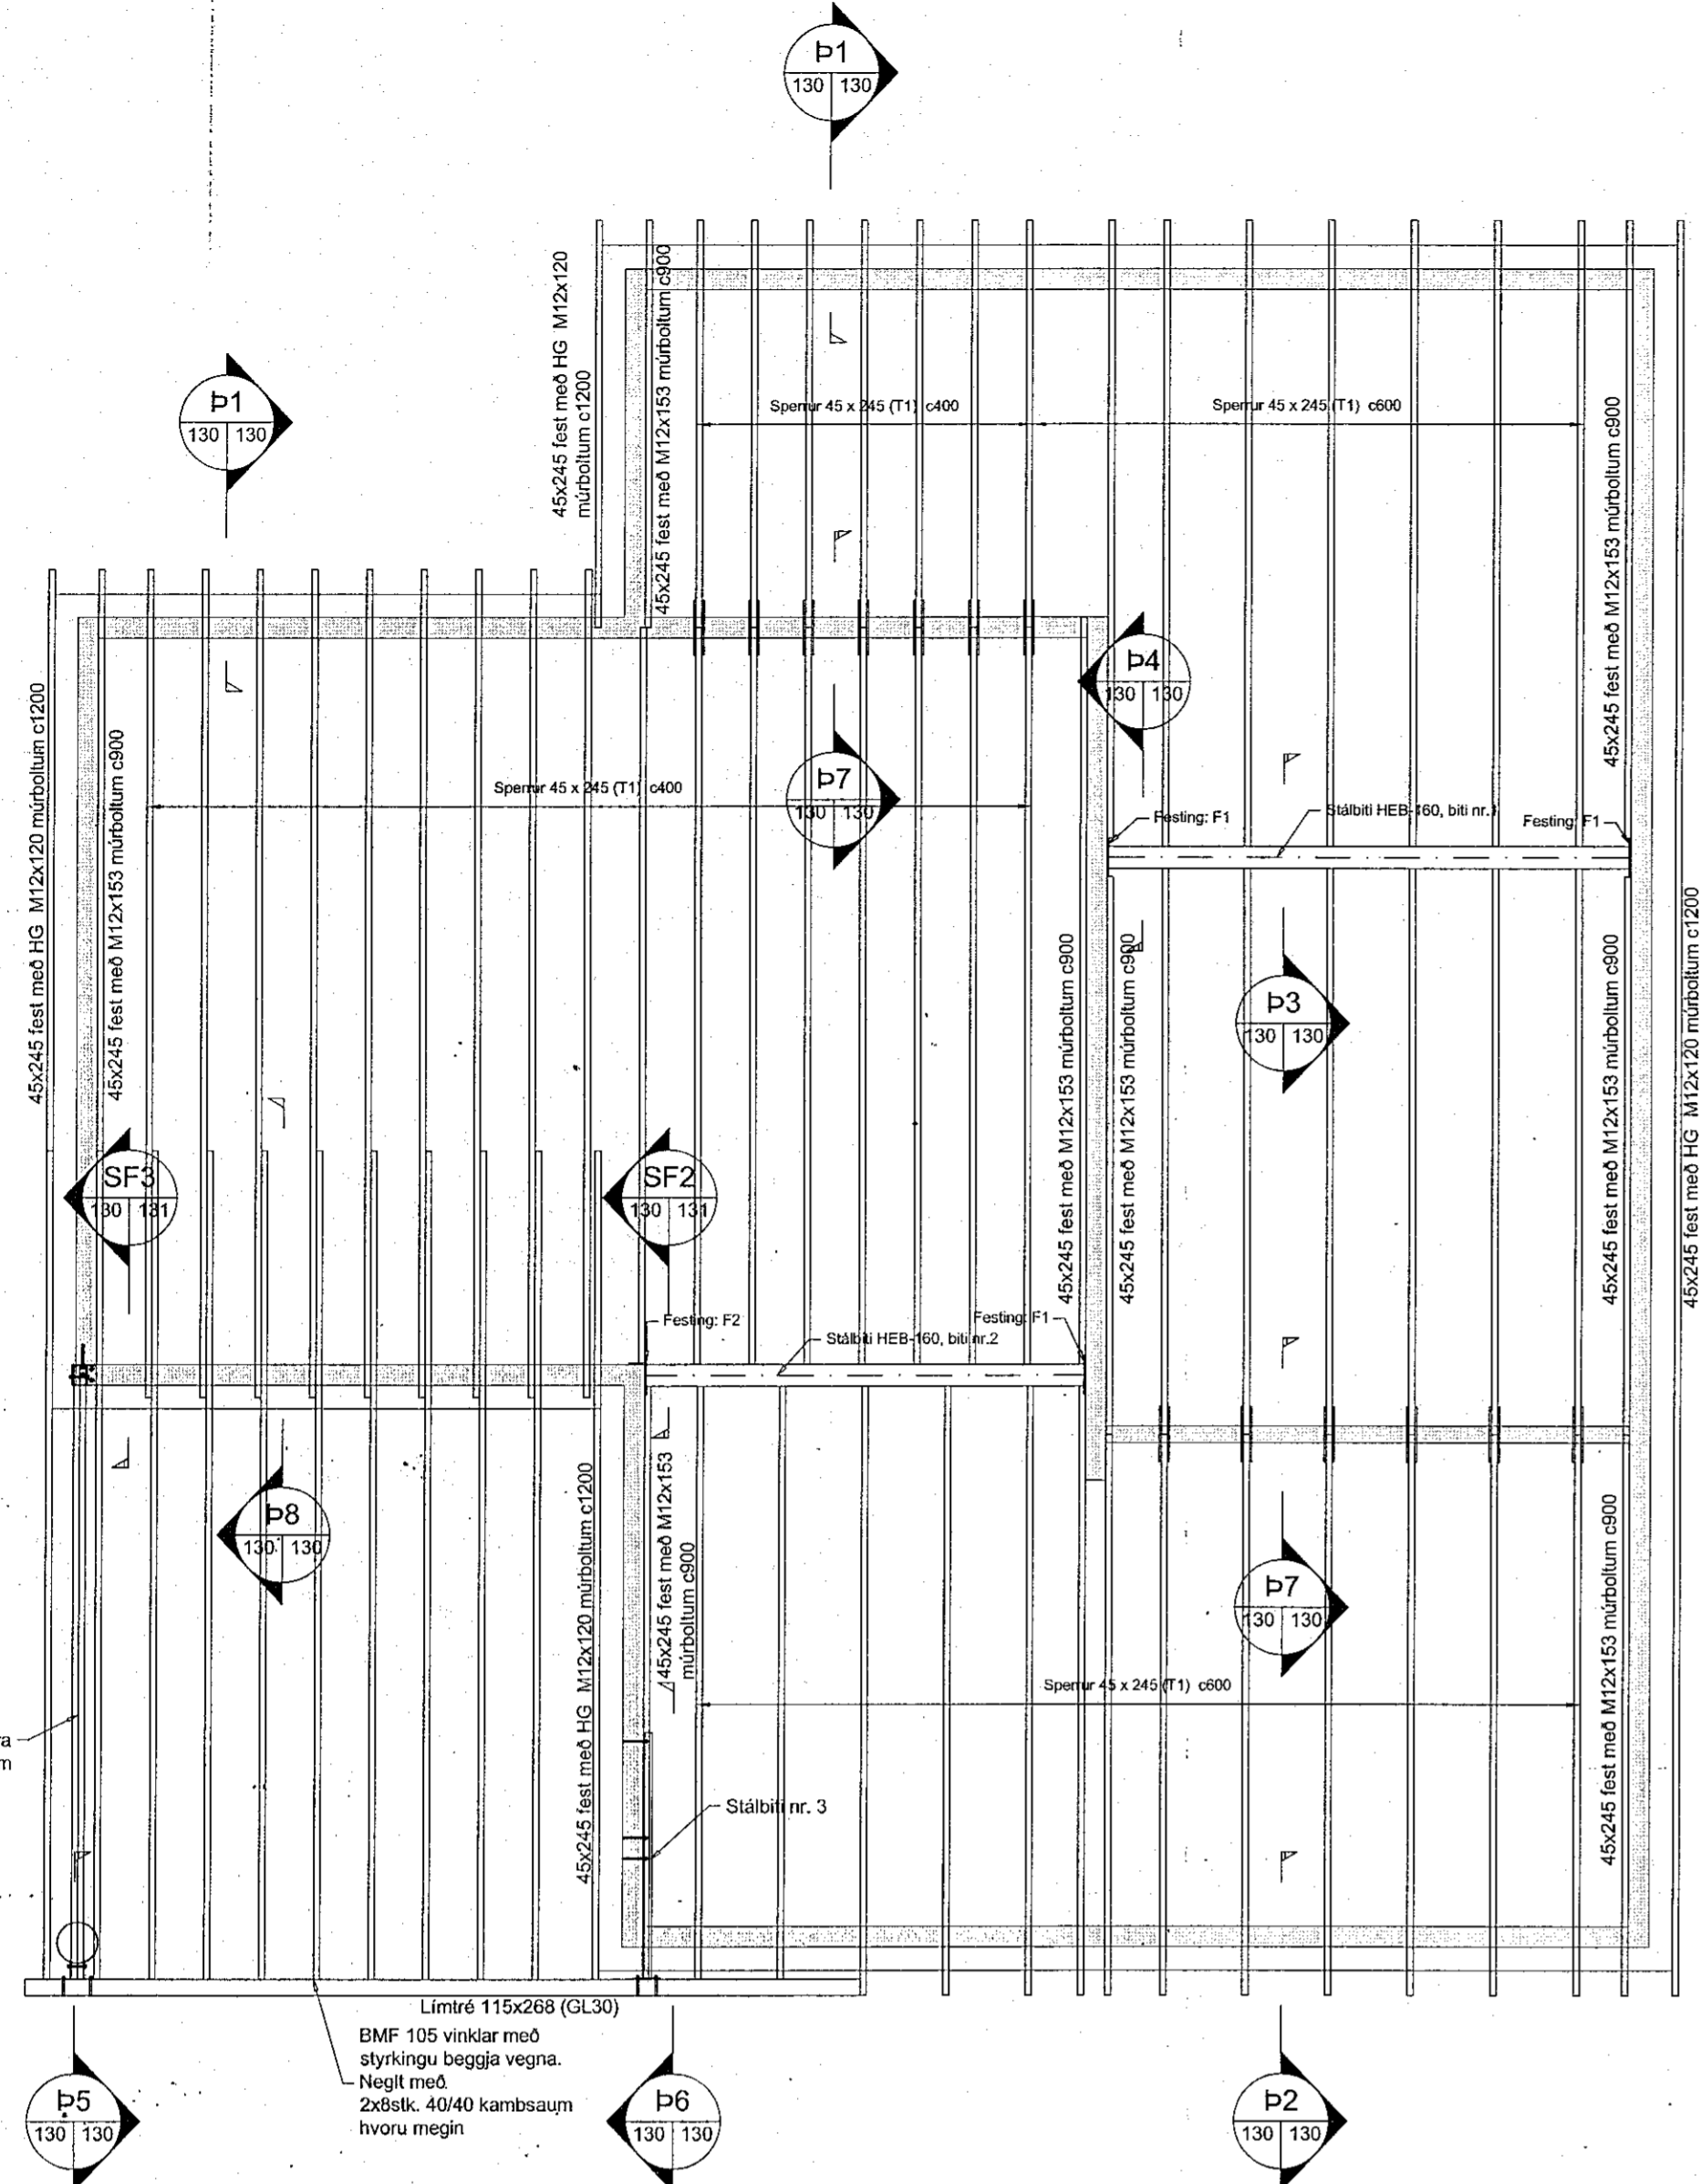 Þ1
130 130
Þ1
130 130
45x245 fest með HG M12x120
múrboltum c1200
45x245 fest með M12x153 múrboltum c900
Sperrur 45 x 245 (T1) c400
Sperrur 45 x 245 (T1) c600
45x245 fest með M12x153 múrboltum c900
Þ4
130 130
45x245 fest með HG M12x120 múrboltum c1200
45x245 fest með M12x153 múrboltum c900
Sperrur 45 x 245 (T1) c400
Þ7
130 130
Festing: F1
Stálbiti HEB-160, biti nr.1
Festing: F1
45x245 fest með M12x153 múrboltum c900
45x245 fest með M12x153 múrboltum c900
Þ3
130 130
45x245 fest með M12x153 múrboltum c900
45x245 fest með HG M12x120 múrboltum c1200
SF3
130 131
SF2
130 131
Festing: F2
Festing: F1
Stálbiti HEB-160, biti nr.2
Þ8
130 130
45x245 fest með HG M12x120 múrboltum c1200
45x245 fest með M12x153
múrboltum c900
Þ7
130 130
45x245 fest með M12x153 múrboltum c900
Sperrur 45 x 245 (T1) c600
ra
m
Stálbiti nr. 3
Límtré 115x268 (GL30)
BMF 105 vinklar með
styrkingu beggja vegna.
Neglt með
2x8stk. 40/40 kambsaum
hvoru megin
Þ5
130 130
Þ6
130 130
Þ2
130 130